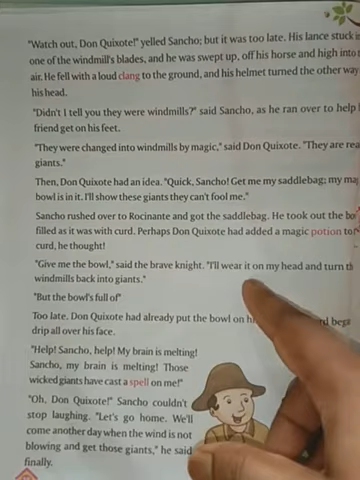 "Watch out, Don Quixote!" yelled Sancho; but it was too late. His lance stuck in
one of the windmill's blades, and he was swept up, off his horse and high into
air. He fell with a loud clang to the ground, and his helmet turned the other way
his head.
"Didn't I tell you they were windmills?" said Sancho, as he ran over to help
friend get on his feet.
"They were changed into windmills by magic," said Don Quixote. "They are
giants."
Then, Don Quixote had an idea. "Quick, Sancho! Get me my saddlebag; my
bowl is in it. I'll show these giants they can't fool me."
Sancho rushed over to Rocinante and got the saddlebag. He took out the
filled as it was with curd. Perhaps Don Quixote had added a magic potion
curd, he thought!
"Give me the bowl," said the brave knight. "I'll wear it on my head and turn
windmills back into giants."
"But the bowl's full of"
Too late. Don Quixote had already put the bowl on
drip all over his face.
"Help! Sancho, help! My brain is melting!
Sancho, my brain is melting! Those
wicked giants have cast a spell on me!"
"Oh, Don Quixote!" Sancho couldn't
stop laughing. "Let's go home. We'll
come another day when the wind is not
blowing and get those giants," he said
finally.